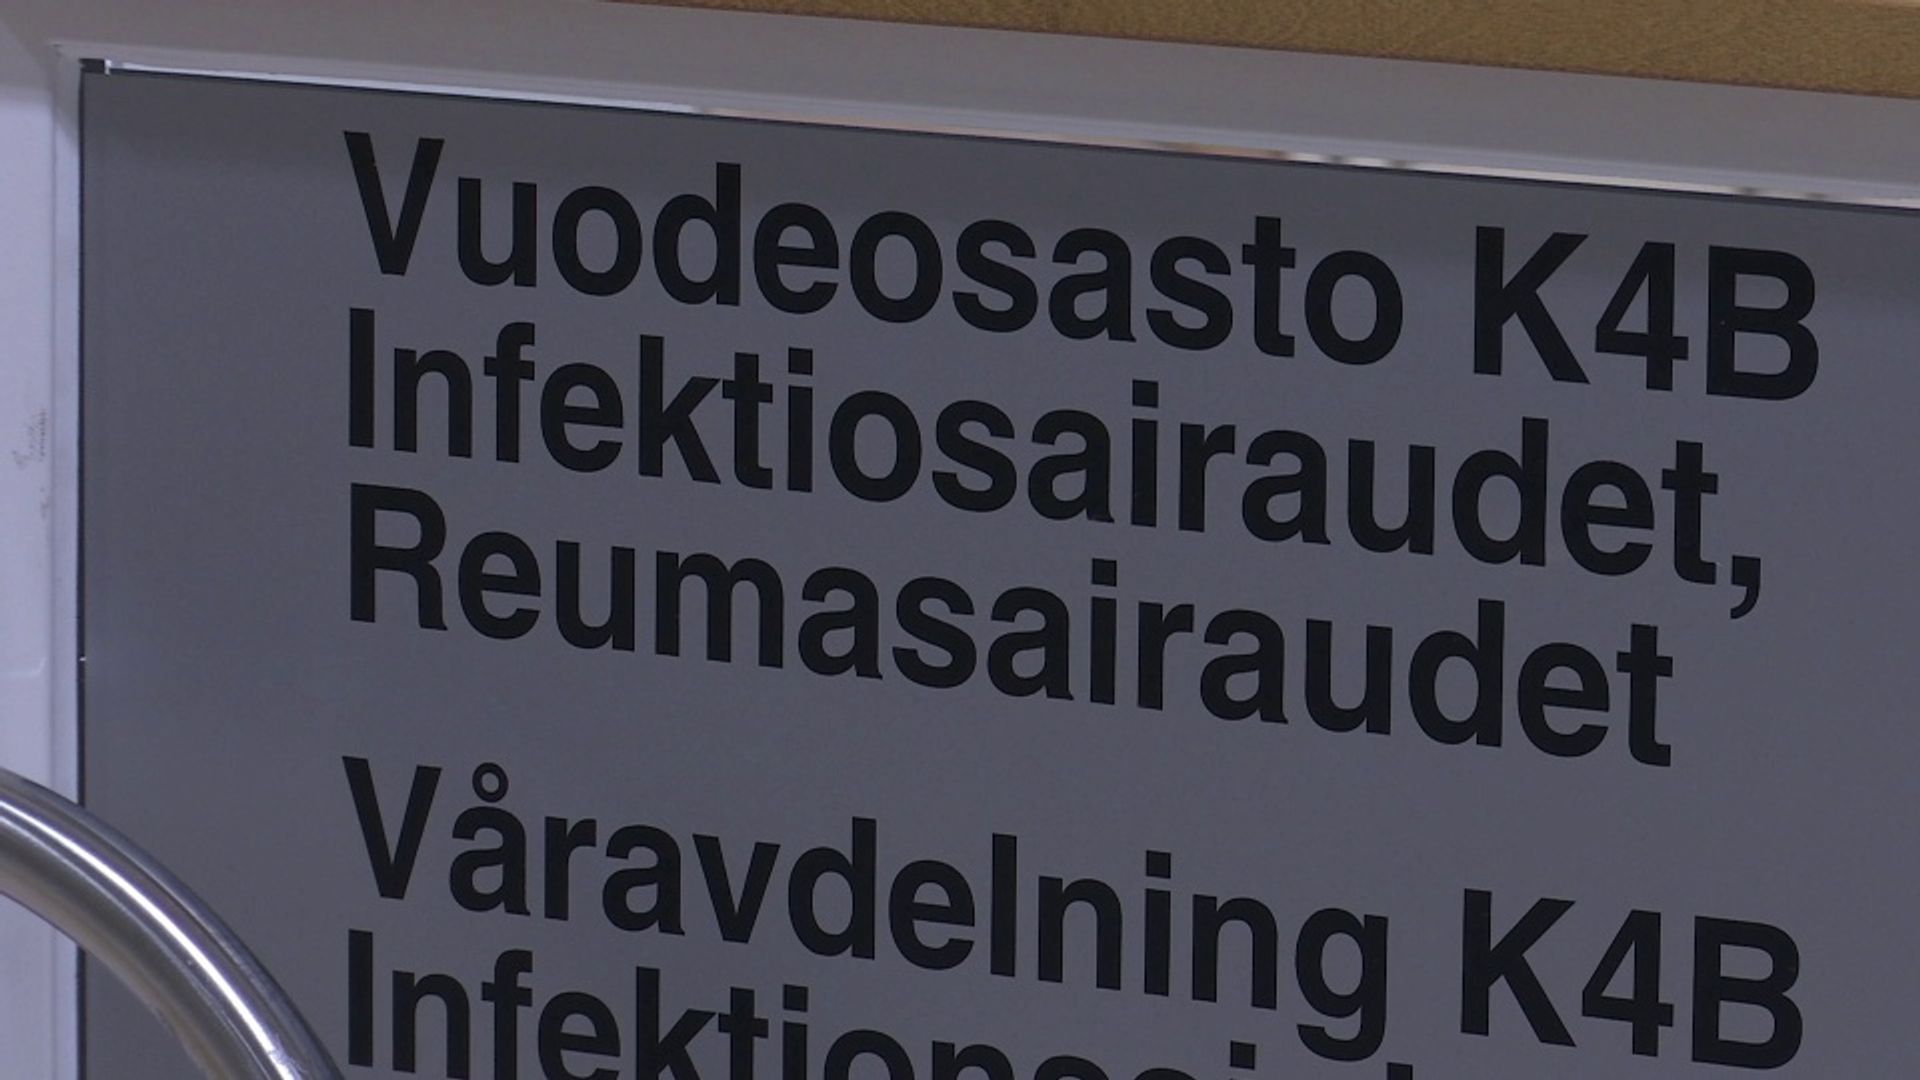 Vuodeosasto K4B
Infektiosairaudet,
Reumasairaudet
Våravdelning K4B